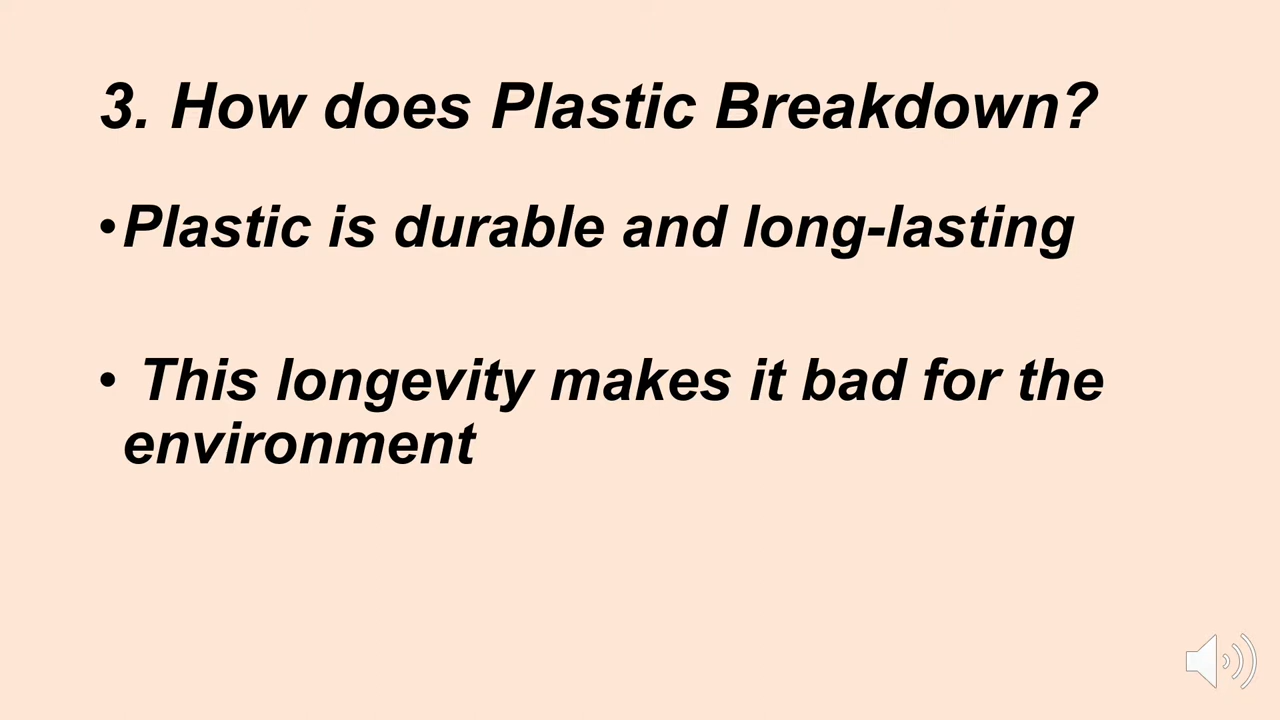 3. How does Plastic Breakdown?
•Plastic is durable and long-lasting
• This longevity makes it bad for the
environment